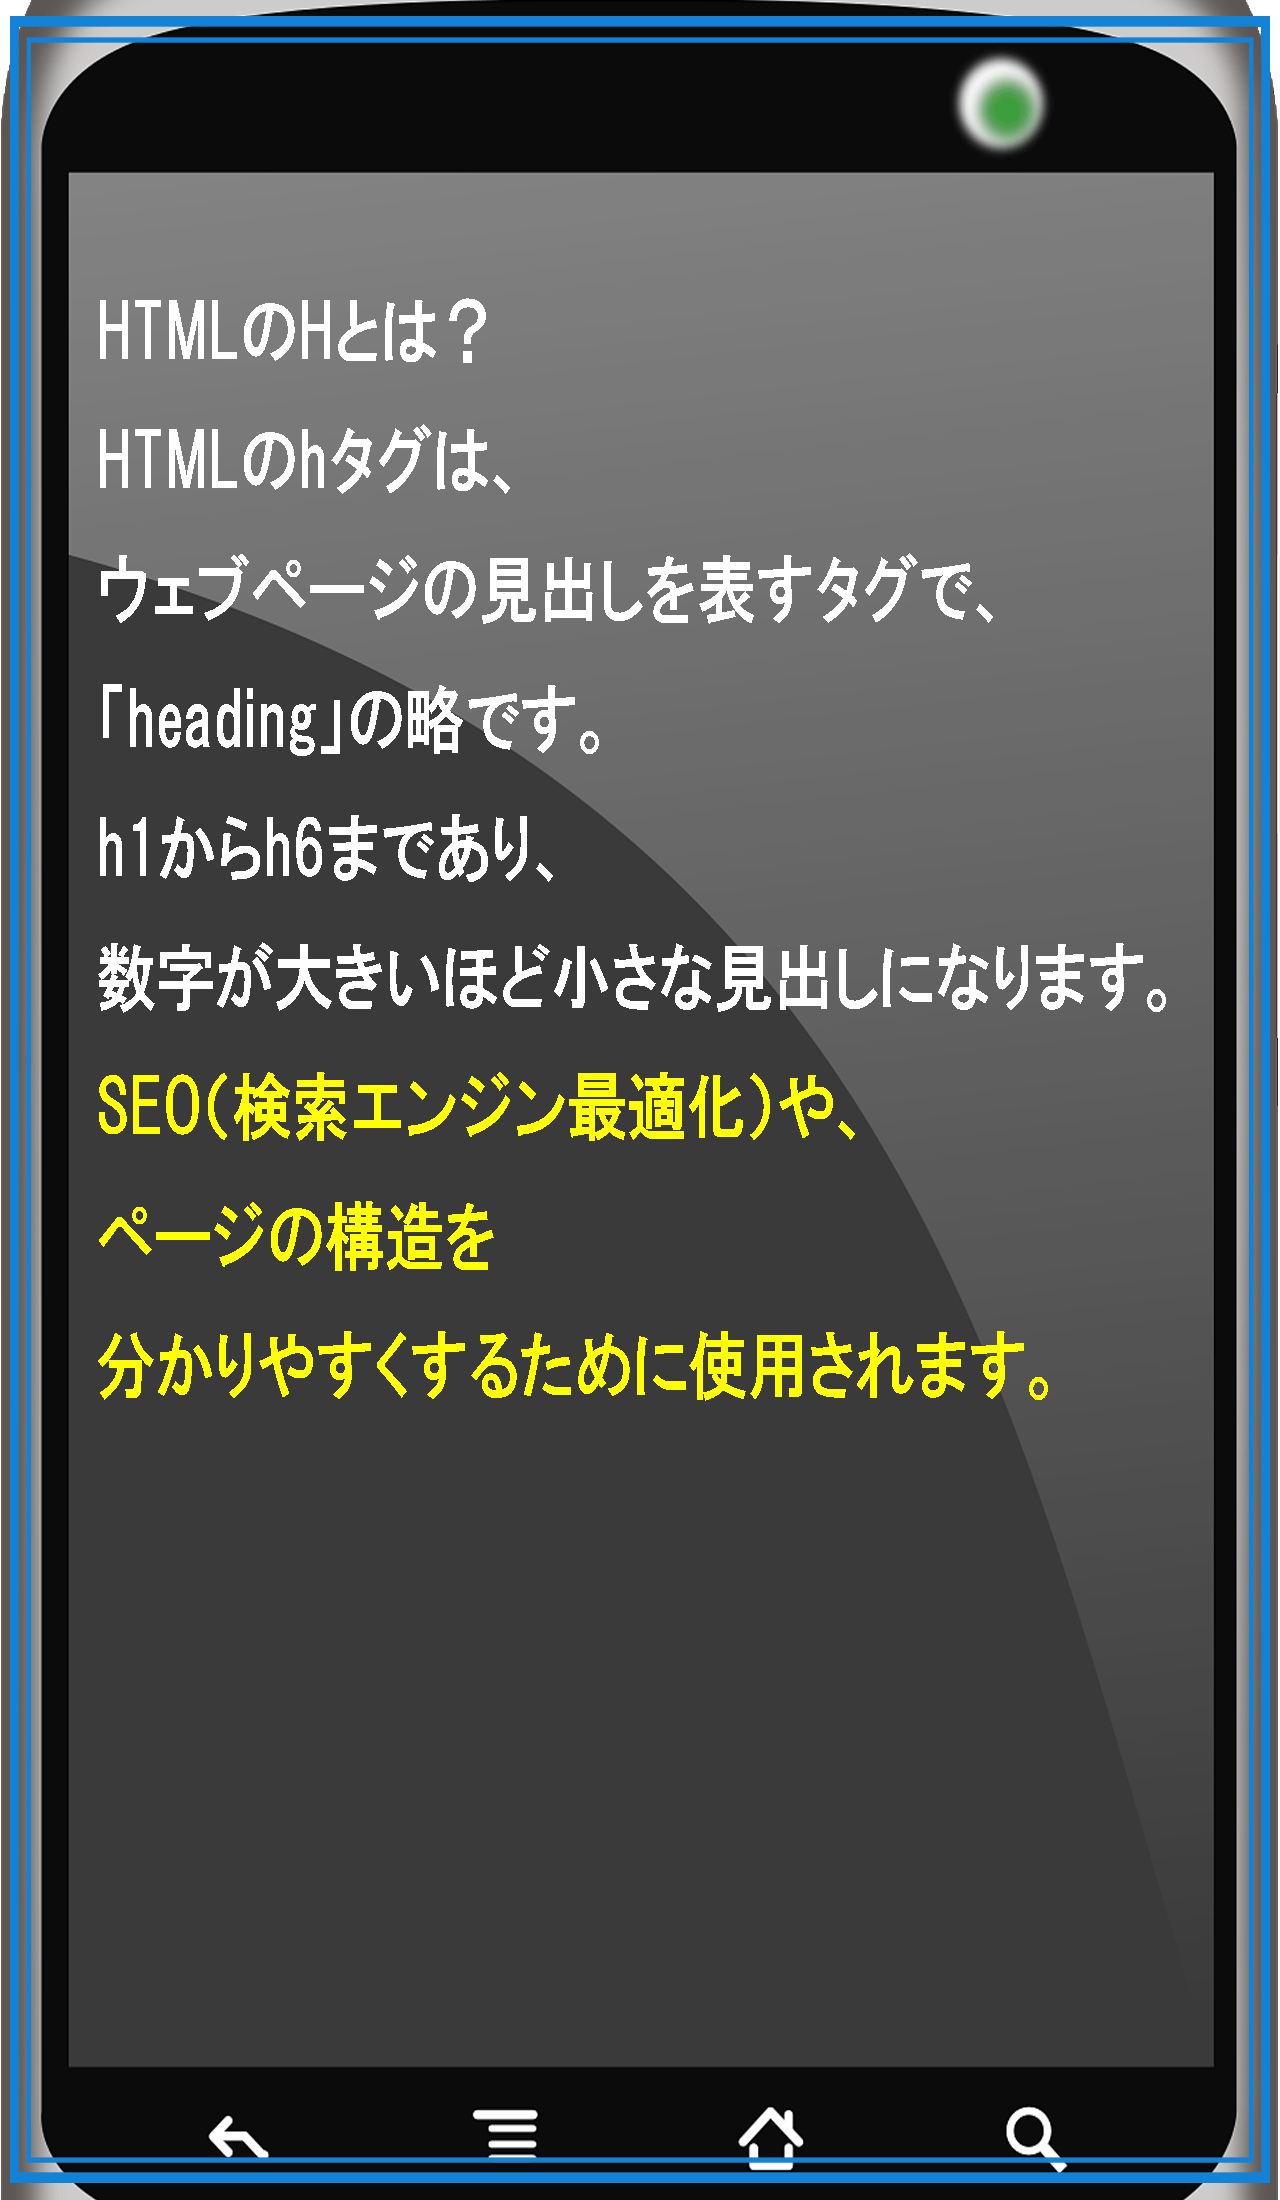 HTMLのHとは？
HTMLのhタグは、
ウェブページの見出しを表すタグで、
「heading」の略です。
h1からh6まであり、
数字が大きいほど小さな見出しになります。
SEO（検索エンジン最適化）や、
ページの構造を
分かりやすくするために使用されます。